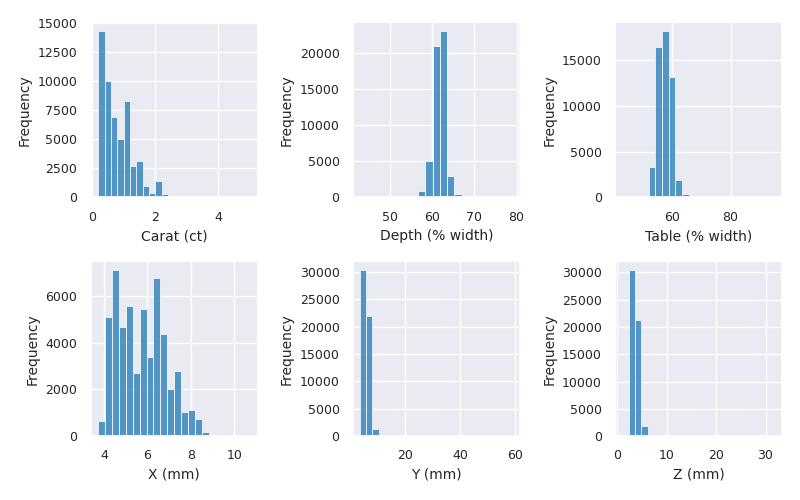 15000
12500
10000
7500
5000
2500
0
Frequency
0 2 4
Carat (ct)
20000
15000
10000
5000
0
Frequency
50 60 70 80
Depth (% width)
15000
10000
5000
0
Frequency
60 80
Table (% width)
6000
4000
2000
0
Frequency
4 6 8 10
X (mm)
30000
25000
20000
15000
10000
5000
0
Frequency
20 40 60
Y (mm)
30000
25000
20000
15000
10000
5000
0
Frequency
0 10 20 30
Z (mm)